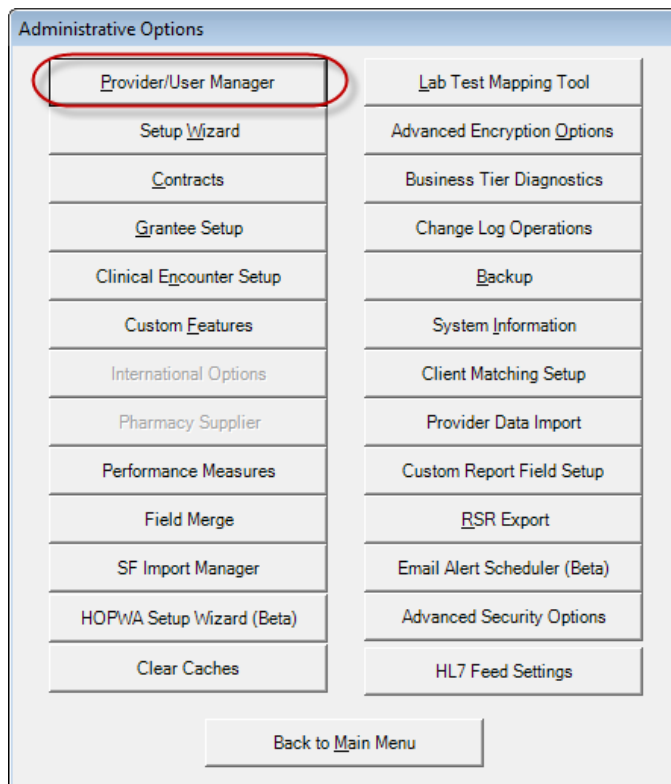 Administrative Options
Provider/User Manager
Lab Test Mapping Tool
Setup Wizard
Advanced Encryption Options
Contracts
Business Tier Diagnostics
Grantee Setup
Change Log Operations
Clinical Encounter Setup
Backup
Custom Features
System Information
International Options
Client Matching Setup
Pharmacy Supplier
Provider Data Import
Performance Measures
Custom Report Field Setup
Field Merge
RSR Export
SF Import Manager
Email Alert Scheduler (Beta)
HOPWA Setup Wizard (Beta)
Advanced Security Options
Clear Caches
HL7 Feed Settings
Back to Main Menu